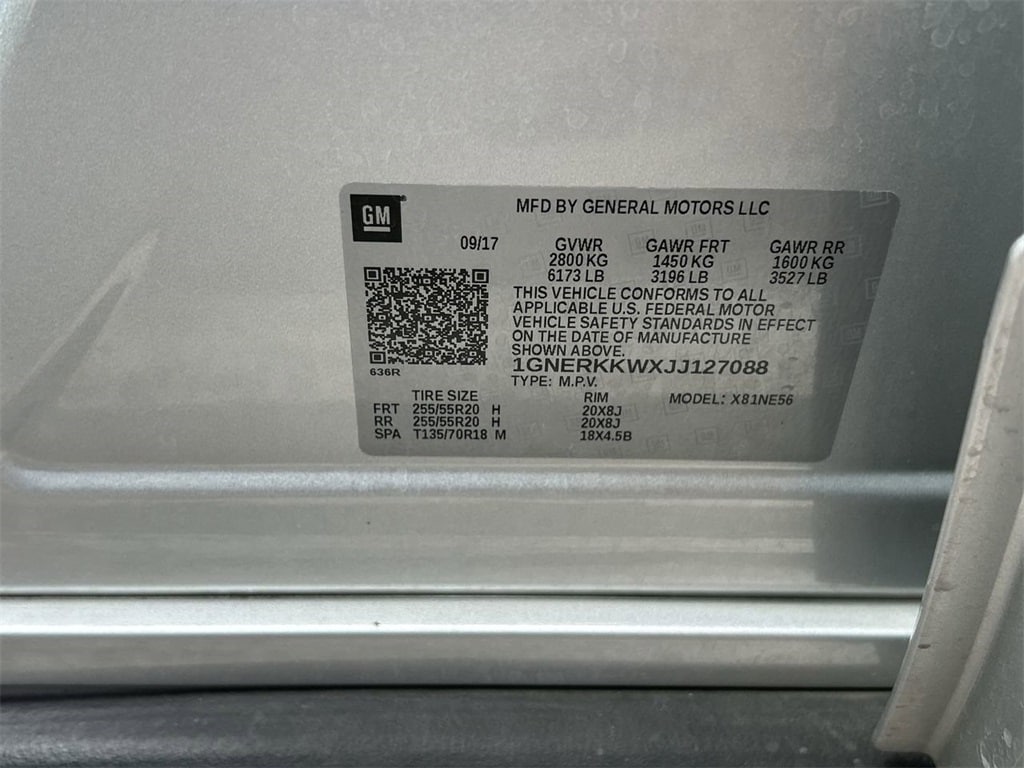 GM
MFD BY GENERAL MOTORS LLC
09/17 GVWR GAWR FRT GAWR RR
2800 KG 1450 KG 1600 KG
6173 LB 3196 LB 3527 LB
THIS VEHICLE CONFORMS TO ALL
APPLICABLE U.S. FEDERAL MOTOR
VEHICLE SAFETY STANDARDS IN EFFECT
ON THE DATE OF MANUFACTURE
SHOWN ABOVE.
1GNERKKWXJJ127088
636R
TYPE: M.P.V.
TIRE SIZE RIM MODEL: X81NE56
FRT 255/55R20 H 20X8J
RR 255/55R20 H 20X8J
SPA T135/70R18 M 18X4.5B